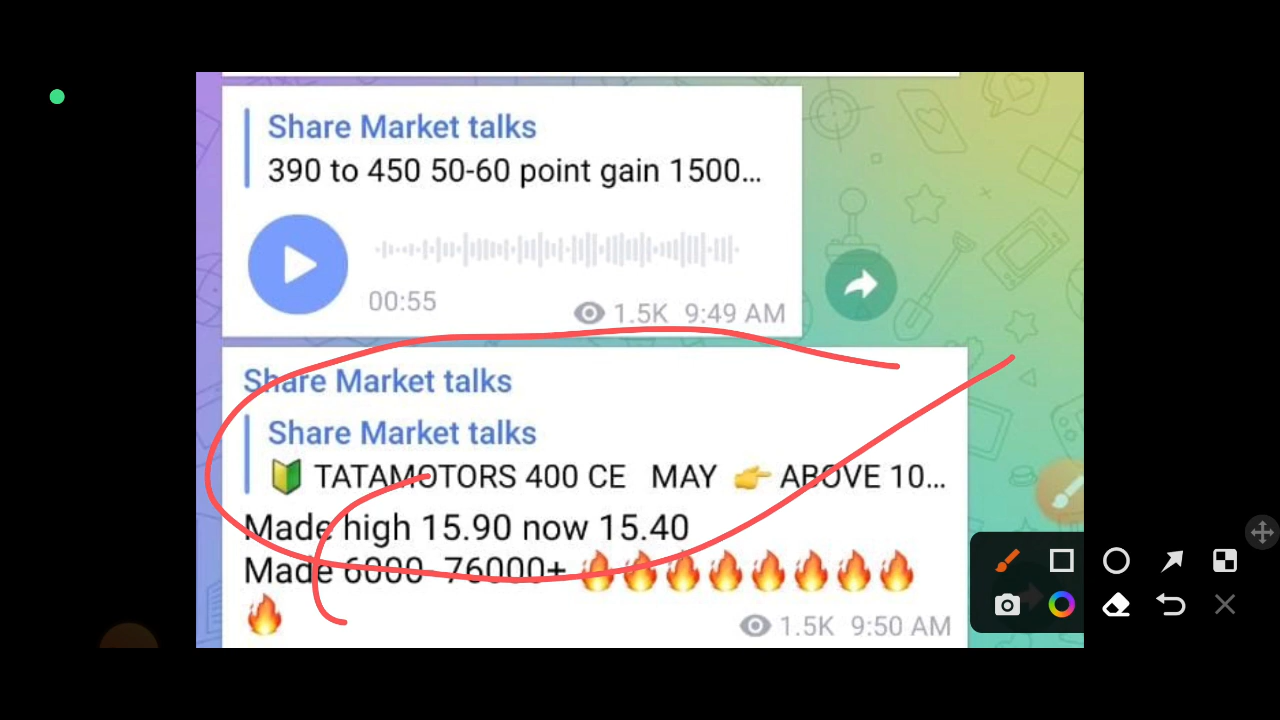 Share Market talks
390 to 450 50-60 point gain 1500...
00:55
1.5K 9:49 AM
Share Market talks
Share Market talks
🔰 TATAMOTORS 400 CE MAY 👉 ABOVE 10...
Made high 15.90 now 15.40
Made 6000 76000+ 🔥🔥🔥🔥🔥🔥🔥🔥
🔥
1.5K 9:50 AM